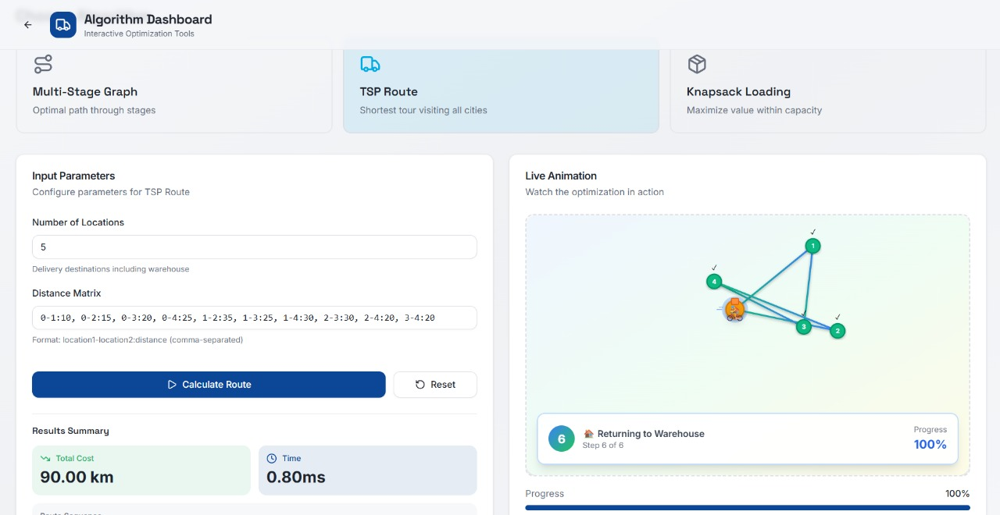 Algorithm Dashboard
Interactive Optimization Tools
Multi-Stage Graph
Optimal path through stages
TSP Route
Shortest tour visiting all cities
Knapsack Loading
Maximize value within capacity
Input Parameters
Configure parameters for TSP Route
Number of Locations
5
Delivery destinations including warehouse
Distance Matrix
0-1:10, 0-2:15, 0-3:20, 0-4:25, 1-2:35, 1-3:25, 1-4:30, 2-3:30, 2-4:20, 3-4:20
Format: location1-location2:distance (comma-separated)
Calculate Route
Reset
Results Summary
Total Cost
90.00 km
Time
0.80ms
Live Animation
Watch the optimization in action
✓
1
✓
4
✓
3
✓
2
6
Returning to Warehouse
Step 6 of 6
Progress
100%
Progress
100%